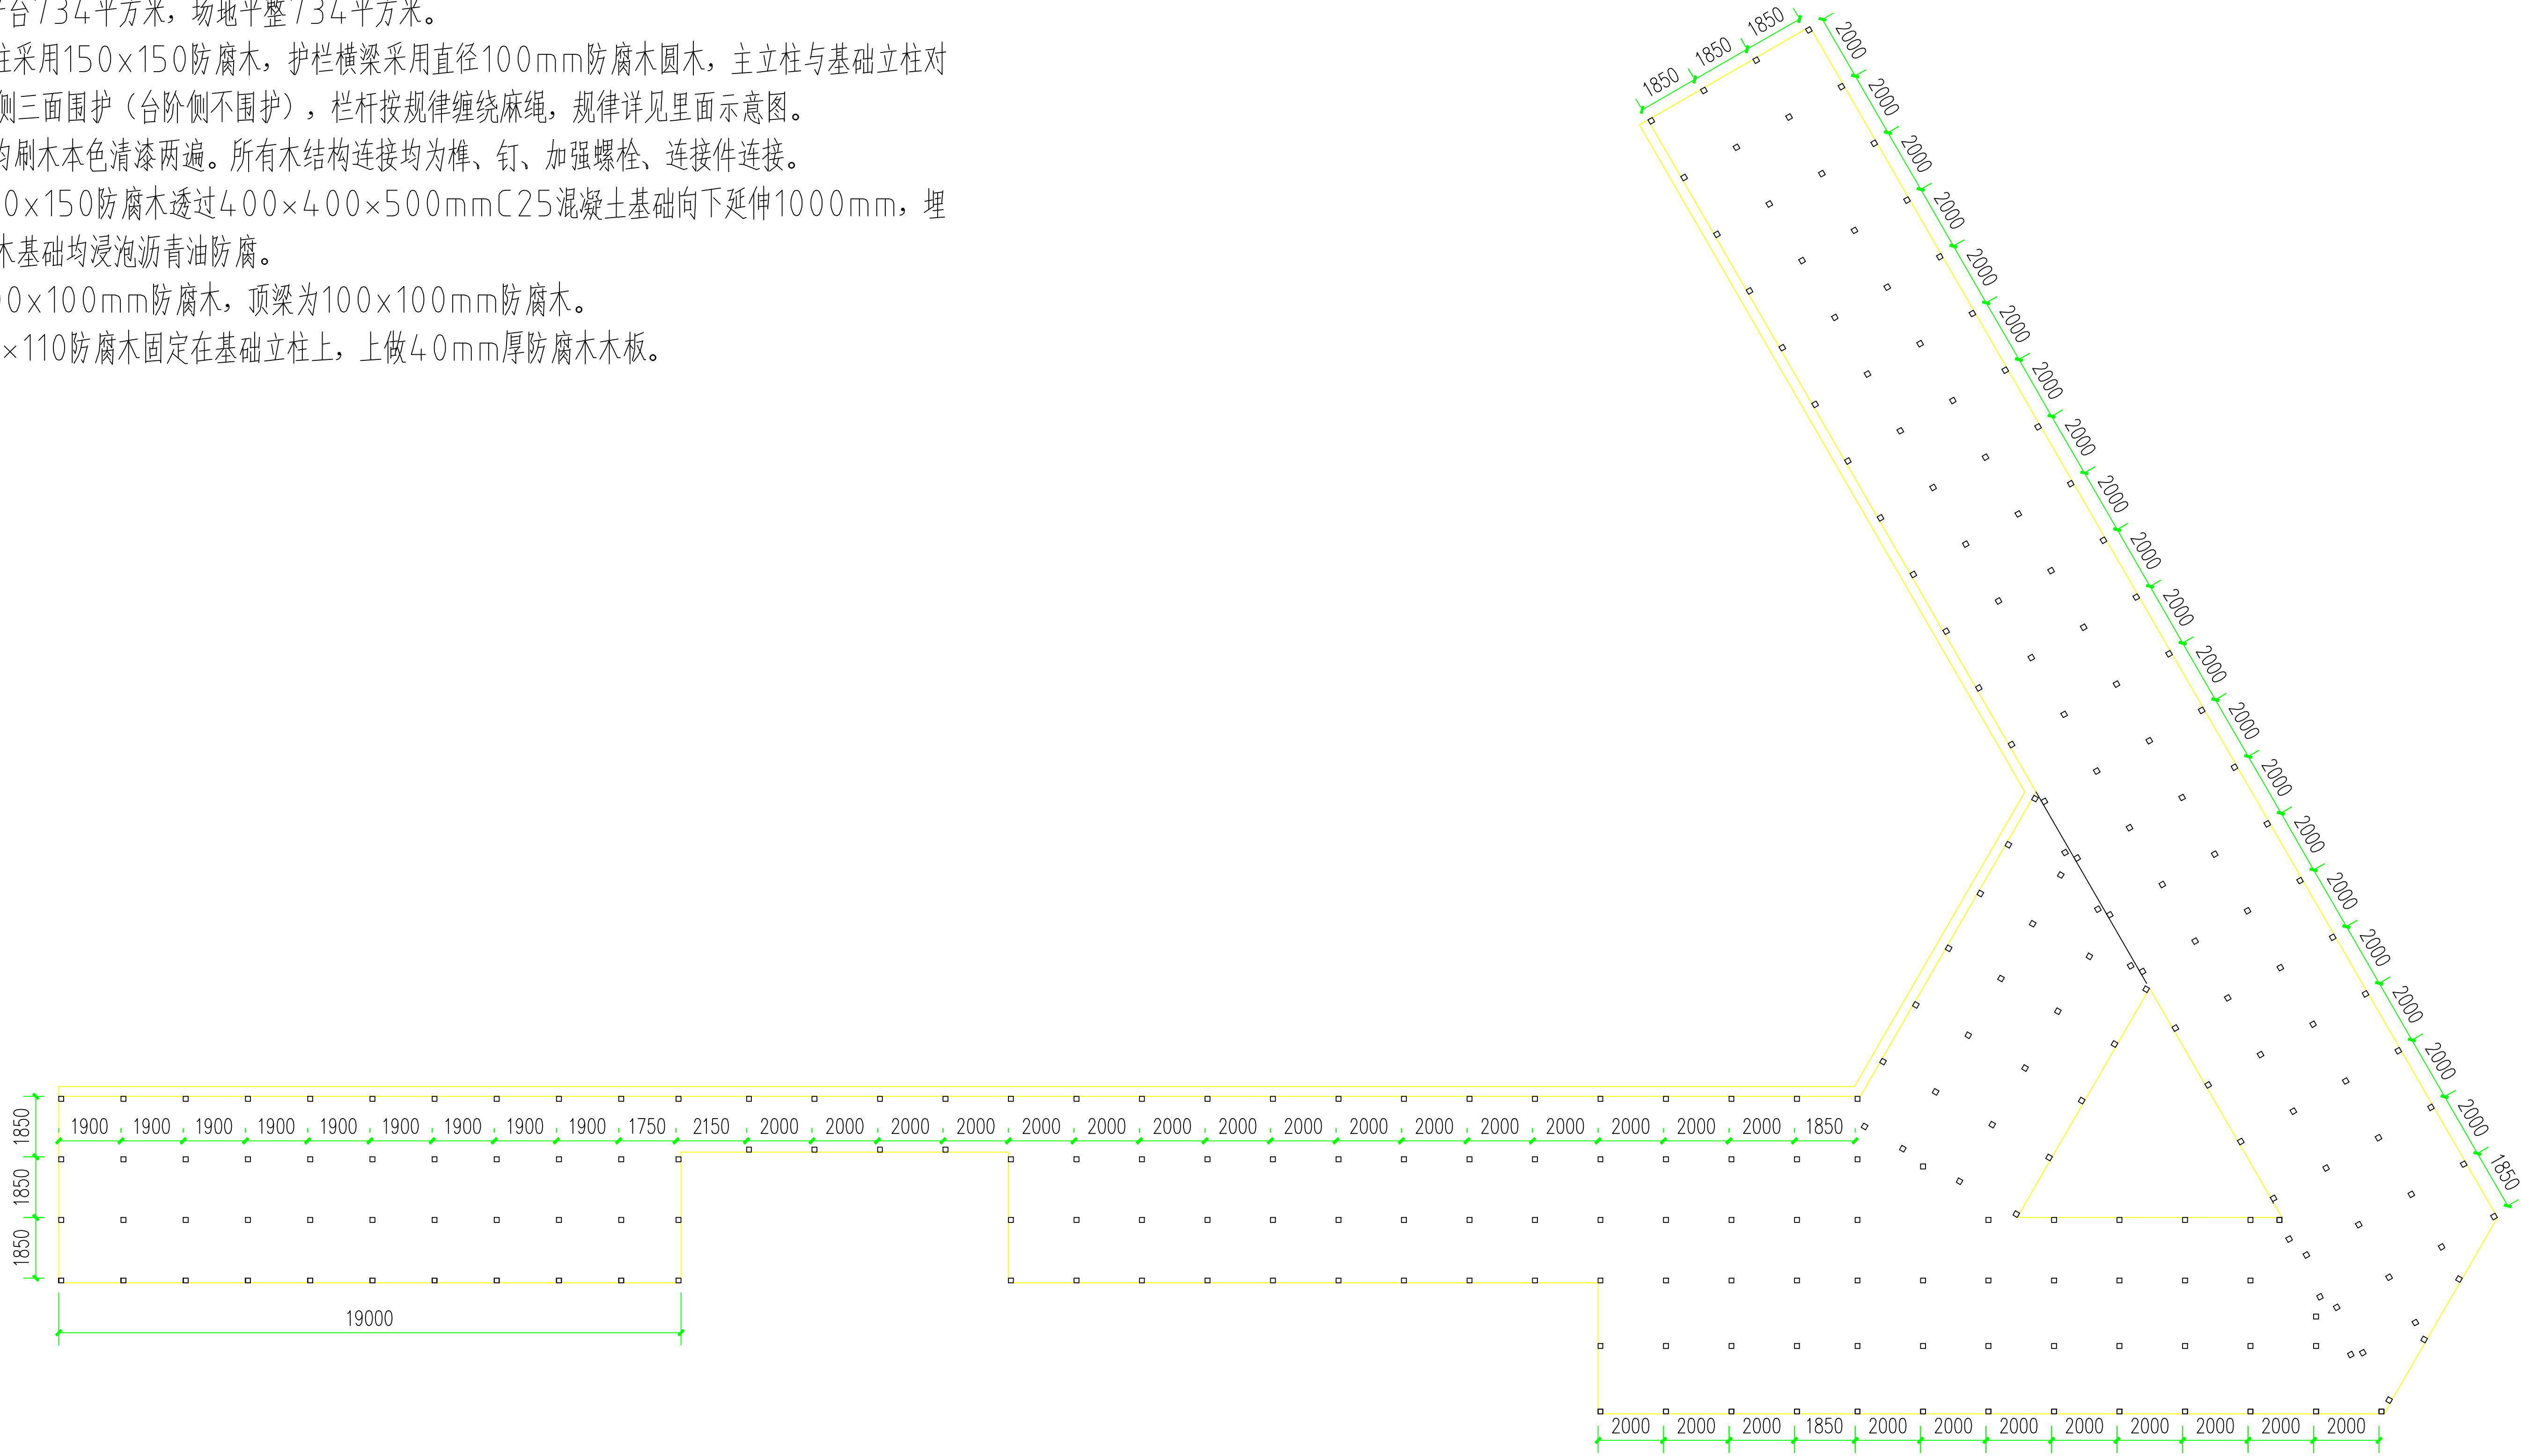 台734平方米，场地平整734平方米。
采用150x150防腐木，护栏横梁采用直径100mm防腐木圆木，主立柱与基础立柱对
侧三面围护（台阶侧不围护），栏杆按规律缠绕麻绳，规律详见里面示意图。
均刷木本色清漆两遍。所有木结构连接均为榫、钉、加强螺栓、连接件连接。
0x150防腐木透过400×400×500mmC25混凝土基础向下延伸1000mm，埋
木基础均浸泡沥青油防腐。
0x100mm防腐木，顶梁为100x100mm防腐木。
×110防腐木固定在基础立柱上，上做40mm厚防腐木木板。
1850 1850 1850
2000 2000 2000 2000 2000 2000 2000 2000 2000 2000 2000 2000 2000 2000 2000 2000 2000 2000 2000 2000 1850
1850 1850 1850
1900 1900 1900 1900 1900 1900 1900 1900 1900 1750 2150 2000 2000 2000 2000 2000 2000 2000 2000 2000 2000 2000 2000 2000 2000 2000 2000 1850
19000
2000 2000 2000 1850 2000 2000 2000 2000 2000 2000 2000 2000